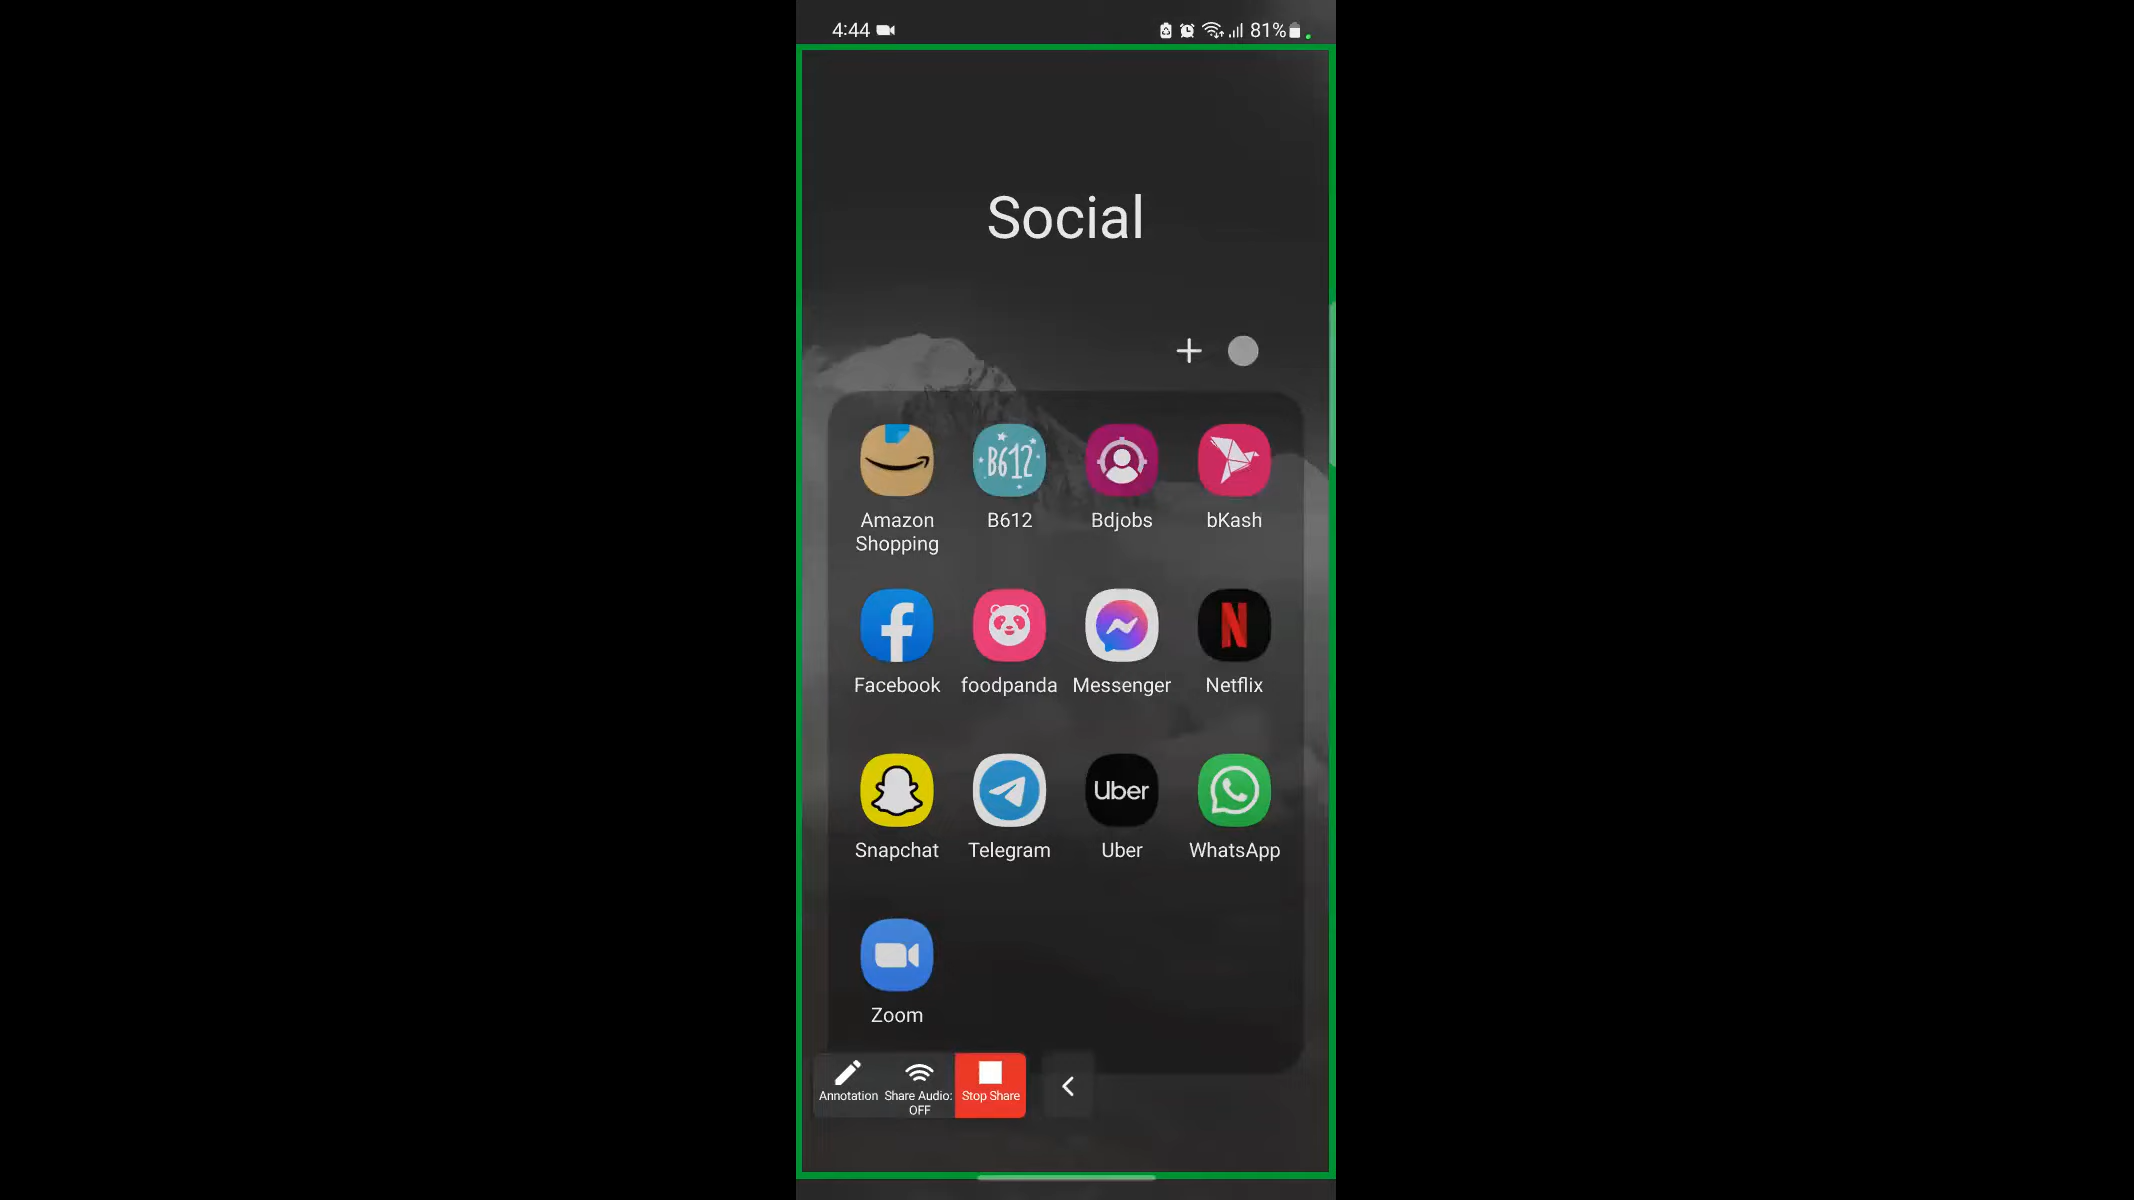 4:44
81%
Social
B612
Amazon
Shopping
B612
Bdjobs
bKash
Facebook
foodpanda
Messenger
Netflix
Uber
Snapchat
Telegram
Uber
WhatsApp
Zoom
Annotation
Share Audio:
OFF
Stop Share